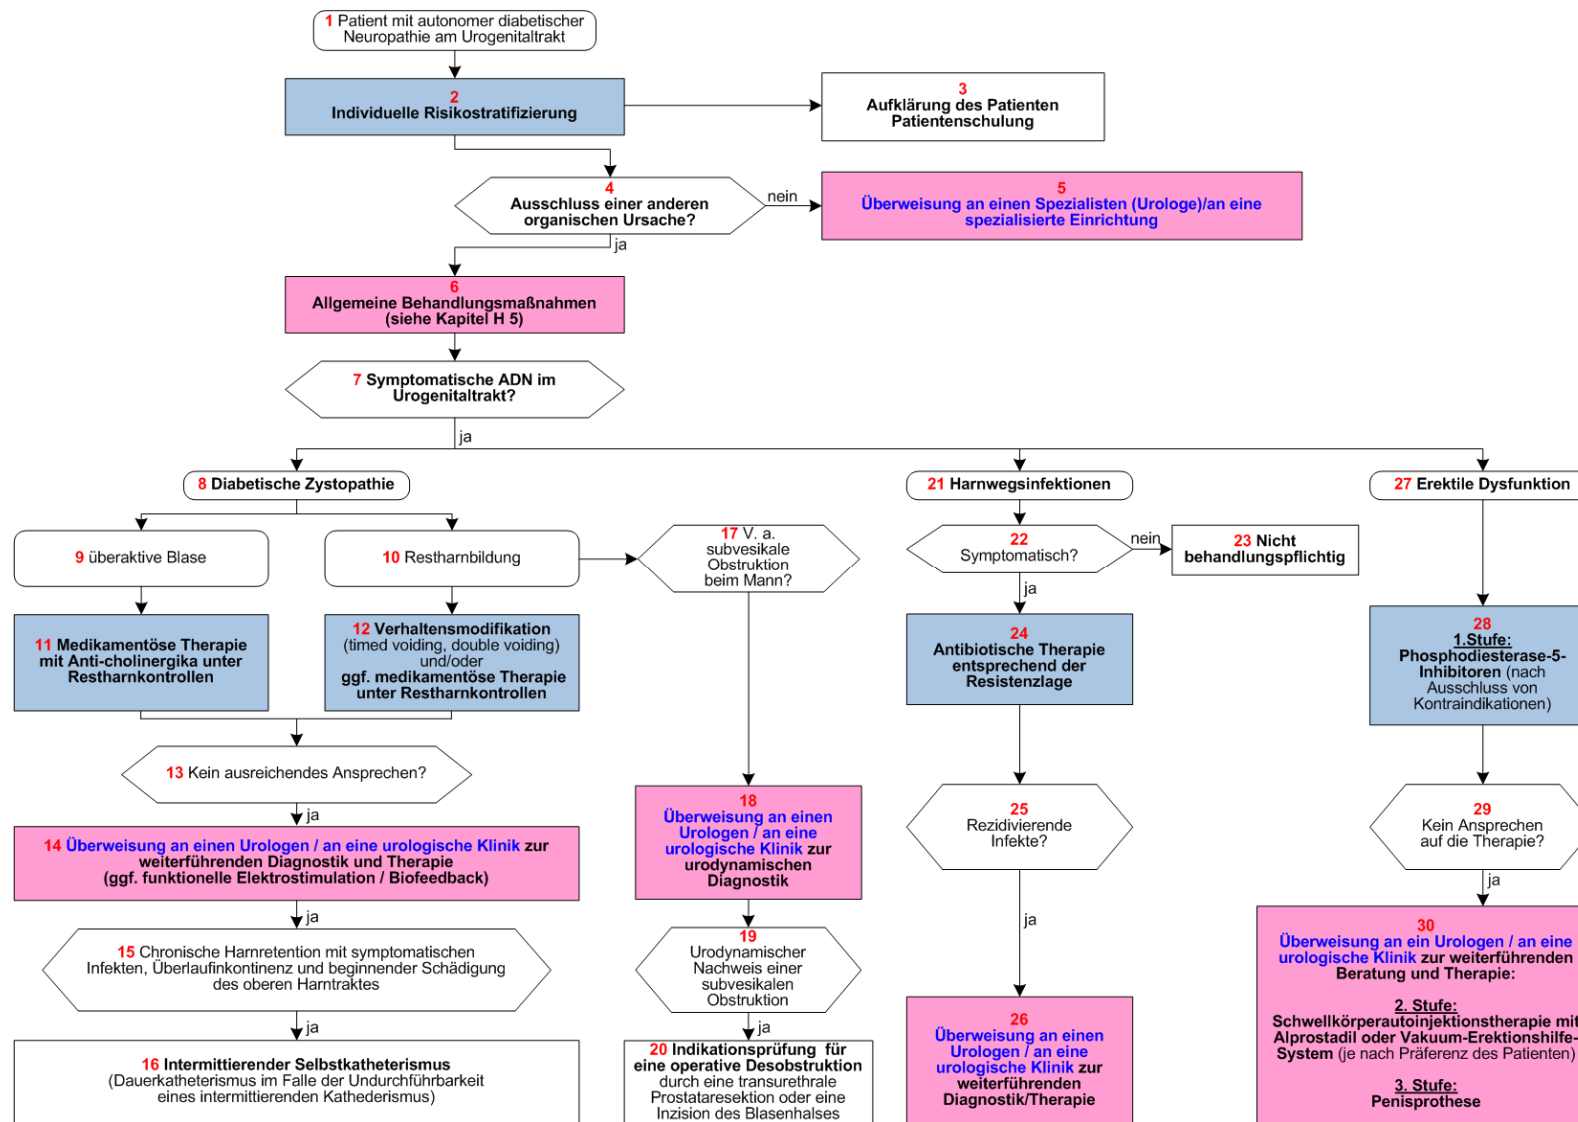 1 Patient mit autonomer diabetischer
Neuropathie am Urogenitaltrakt
2
Individuelle Risikostratifizierung
3
Aufklärung des Patienten
Patientenschulung
4
Ausschluss einer anderen
organischen Ursache?
nein
5
Überweisung an einen Spezialisten (Urologe)/an eine
spezialisierte Einrichtung
ja
6
Allgemeine Behandlungsmaßnahmen
(siehe Kapitel H 5)
7 Symptomatische ADN im
Urogenitaltrakt?
ja
8 Diabetische Zystopathie
9 überaktive Blase
10 Restharnbildung
11 Medikamentöse Therapie
mit Anti-cholinergika unter
Restharnkontrollen
12 Verhaltensmodifikation
(timed voiding, double voiding)
und/oder
ggf. medikamentöse Therapie
unter Restharnkontrollen
13 Kein ausreichendes Ansprechen?
ja
14 Überweisung an einen Urologen / an eine urologische Klinik zur
weiterführenden Diagnostik und Therapie
(ggf. funktionelle Elektrostimulation / Biofeedback)
ja
15 Chronische Harnretention mit symptomatischen
Infekten, Überlaufinkontinenz und beginnender Schädigung
des oberen Harntraktes
ja
16 Intermittierender Selbstkatheterismus
(Dauerkatheterismus im Falle der Undurchführbarkeit
eines intermittierenden Kathederismus)
17 V. a.
subvesikale
Obstruktion
beim Mann?
18
Überweisung an einen
Urologen / an eine
urologische Klinik zur
urodynamischen
Diagnostik
19
Urodynamischer
Nachweis einer
subvesikalen
Obstruktion
ja
20 Indikationsprüfung für
eine operative Desobstruktion
durch eine transurethrale
Prostataresektion oder eine
Inzision des Blasenhalses
21 Harnwegsinfektionen
22
Symptomatisch?
nein
23 Nicht
behandlungspflichtig
ja
24
Antibiotische Therapie
entsprechend der
Resistenzlage
25
Rezidivierende
Infekte?
ja
26
Überweisung an einen
Urologen / an eine
urologische Klinik zur
weiterführenden
Diagnostik/Therapie
27 Erektile Dysfunktion
28
1.Stufe:
Phosphodiesterase-5-
Inhibitoren (nach
Ausschluss von
Kontraindikationen)
29
Kein Ansprechen
auf die Therapie?
ja
30
Überweisung an ein Urologen / an eine
urologische Klinik zur weiterführenden
Beratung und Therapie:
2. Stufe:
Schwellkörperautoinjektionstherapie mit
Alprostadil oder Vakuum-Erektionshilfe-
System (je nach Präferenz des Patienten)
3. Stufe:
Penisprothese